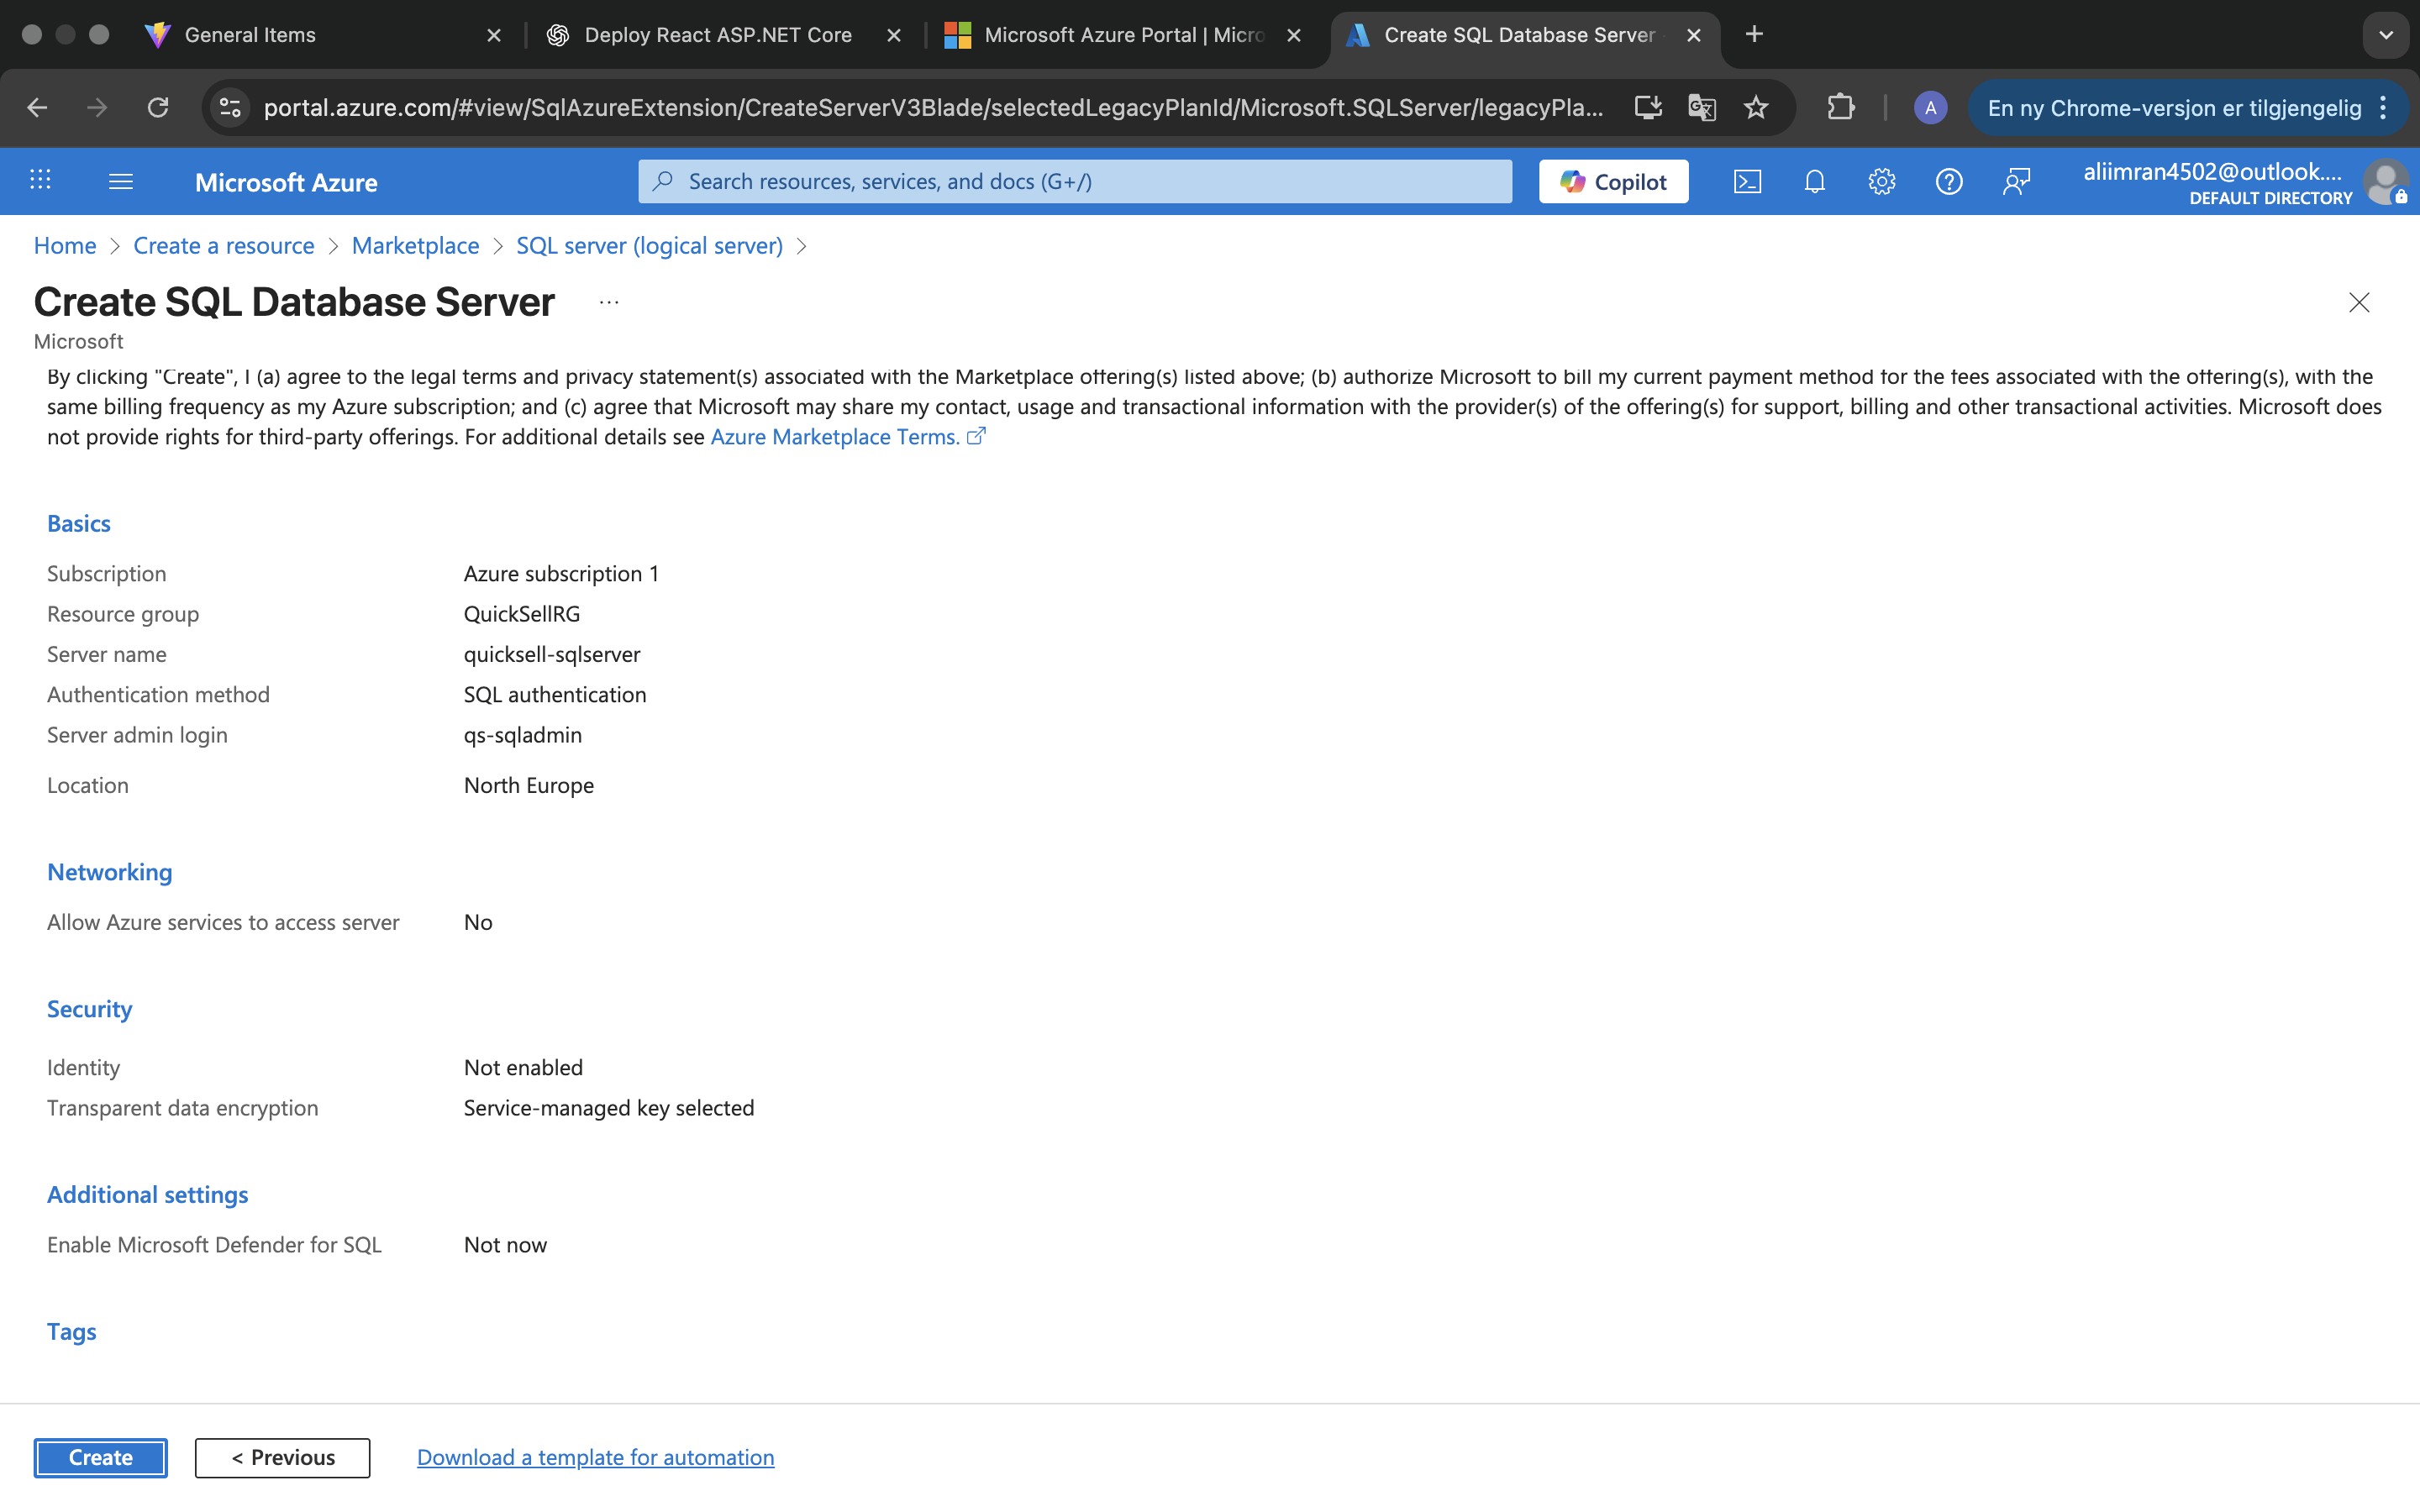 General Items
Deploy React ASP.NET Core
Microsoft Azure Portal | Micro
Create SQL Database Server
portal.azure.com/#view/SqlAzureExtension/CreateServerV3Blade/selectedLegacyPlanId/Microsoft.SQLServer/legacyPla...
A
En ny Chrome-versjon er tilgjengelig
Microsoft Azure
Search resources, services, and docs (G+/)
Copilot
aliimran4502@outlook....
DEFAULT DIRECTORY
Home > Create a resource > Marketplace > SQL server (logical server) >
Create SQL Database Server ...
Microsoft
By clicking "Create", I (a) agree to the legal terms and privacy statement(s) associated with the Marketplace offering(s) listed above; (b) authorize Microsoft to bill my current payment method for the fees associated with the offering(s), with the
same billing frequency as my Azure subscription; and (c) agree that Microsoft may share my contact, usage and transactional information with the provider(s) of the offering(s) for support, billing and other transactional activities. Microsoft does
not provide rights for third-party offerings. For additional details see Azure Marketplace Terms.
Basics
Subscription Azure subscription 1
Resource group QuickSellRG
Server name quicksell-sqlserver
Authentication method SQL authentication
Server admin login qs-sqladmin
Location North Europe
Networking
Allow Azure services to access server No
Security
Identity Not enabled
Transparent data encryption Service-managed key selected
Additional settings
Enable Microsoft Defender for SQL Not now
Tags
Create
< Previous
Download a template for automation